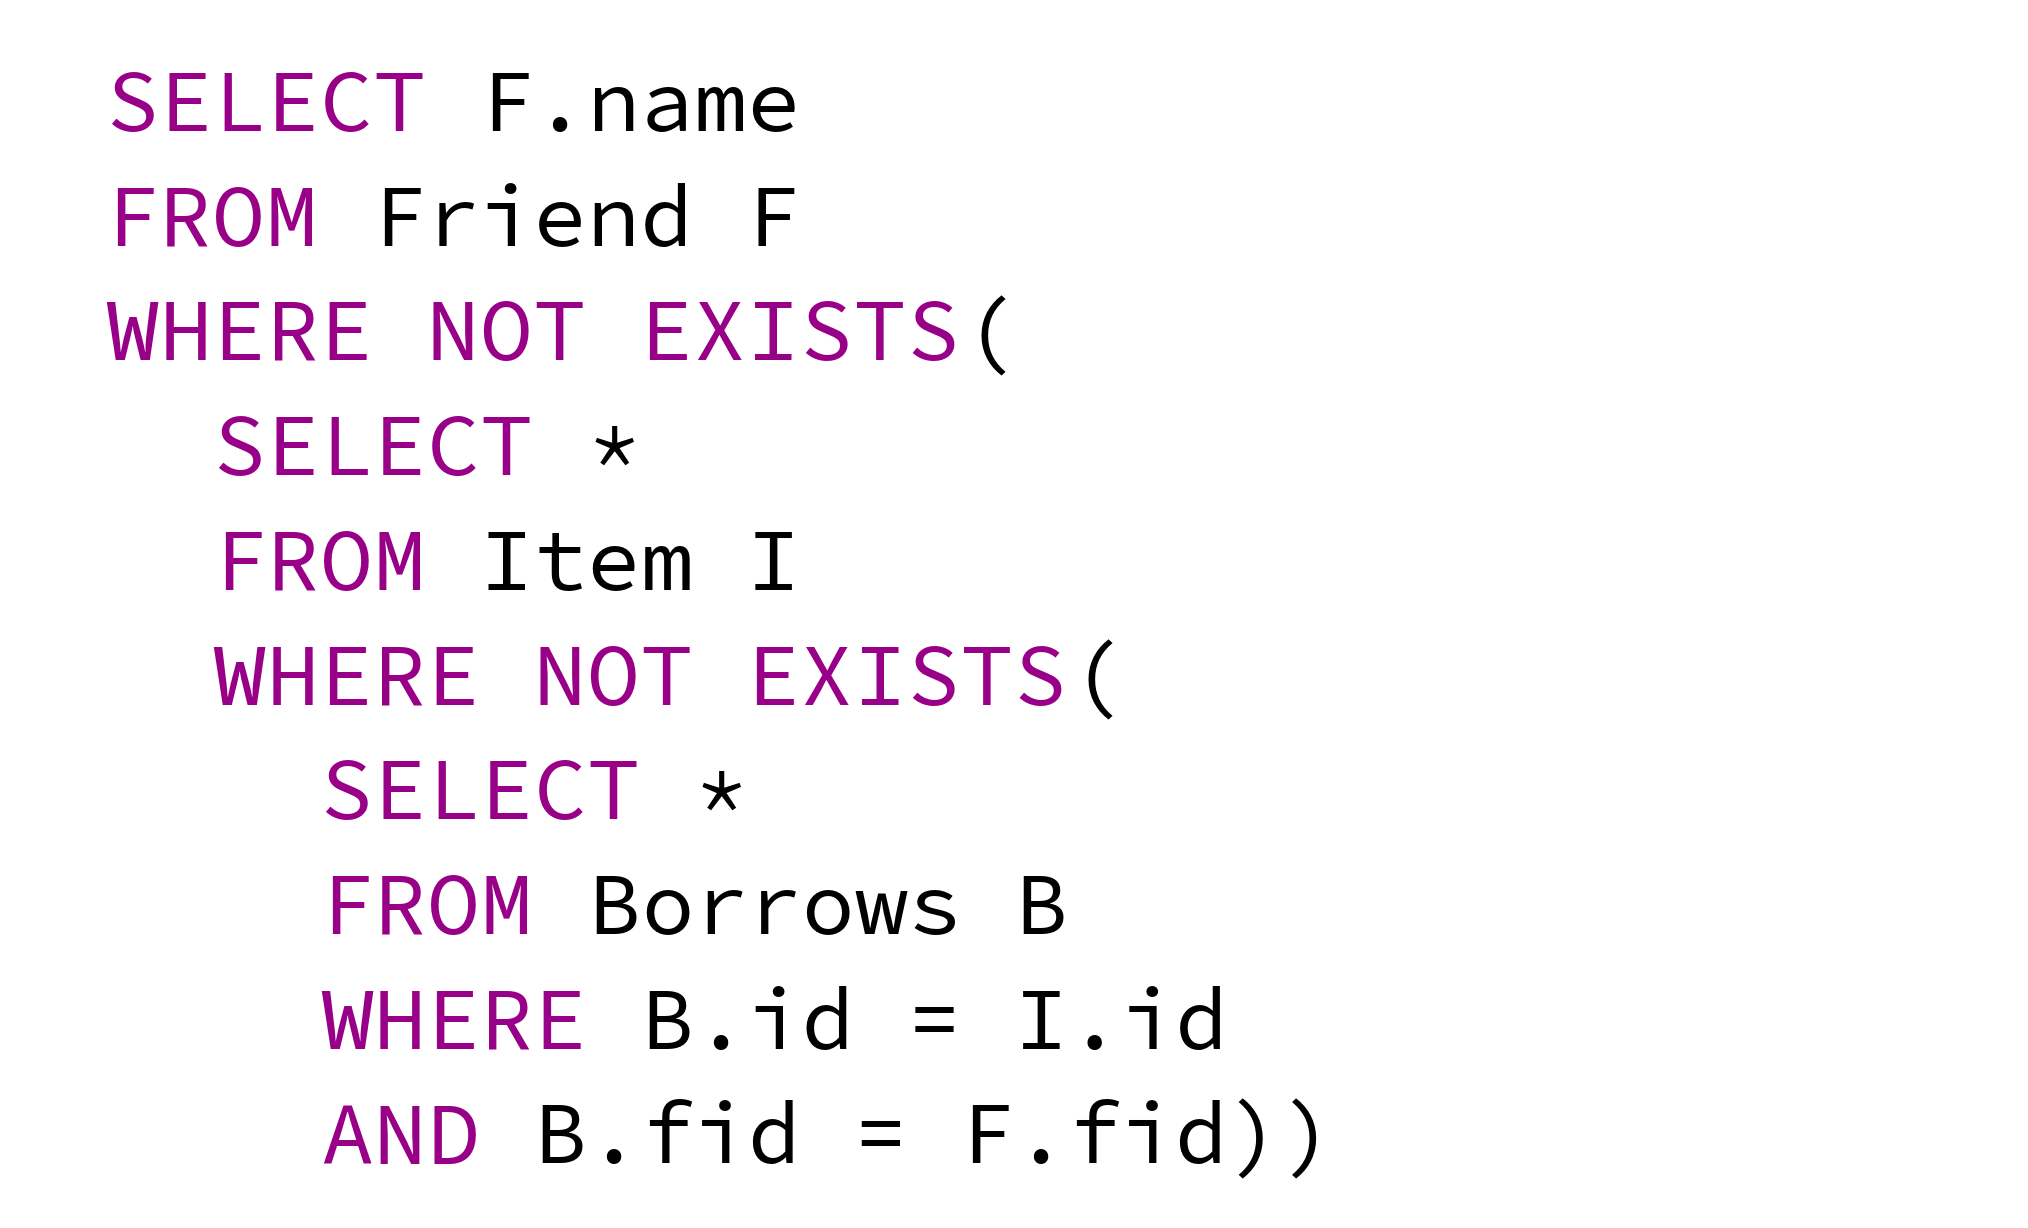 SELECT F.name
FROM Friend F
WHERE NOT EXISTS(
SELECT *
FROM Item I
WHERE NOT EXISTS(
SELECT *
FROM Borrows B
WHERE B.id = I.id
AND B.fid = F.fid))